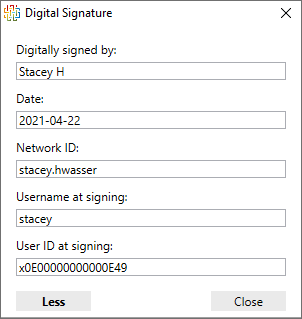 Digital Signature
Digitally signed by:
Stacey H
Date:
2021-04-22
Network ID:
stacey.hwasser
Username at signing:
stacey
User ID at signing:
x0E00000000000E49
Less
Close